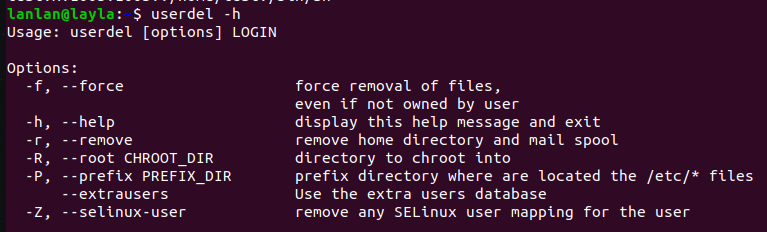 lanlan@layla:~$ userdel -h
Usage: userdel [options] LOGIN

Options:
  -f, --force                   force removal of files,
                                even if not owned by user
  -h, --help                    display this help message and exit
  -r, --remove                  remove home directory and mail spool
  -R, --root CHROOT_DIR         directory to chroot into
  -P, --prefix PREFIX_DIR       prefix directory where are located the /etc/* files
      --extrausers              Use the extra users database
  -Z, --selinux-user            remove any SELinux user mapping for the user